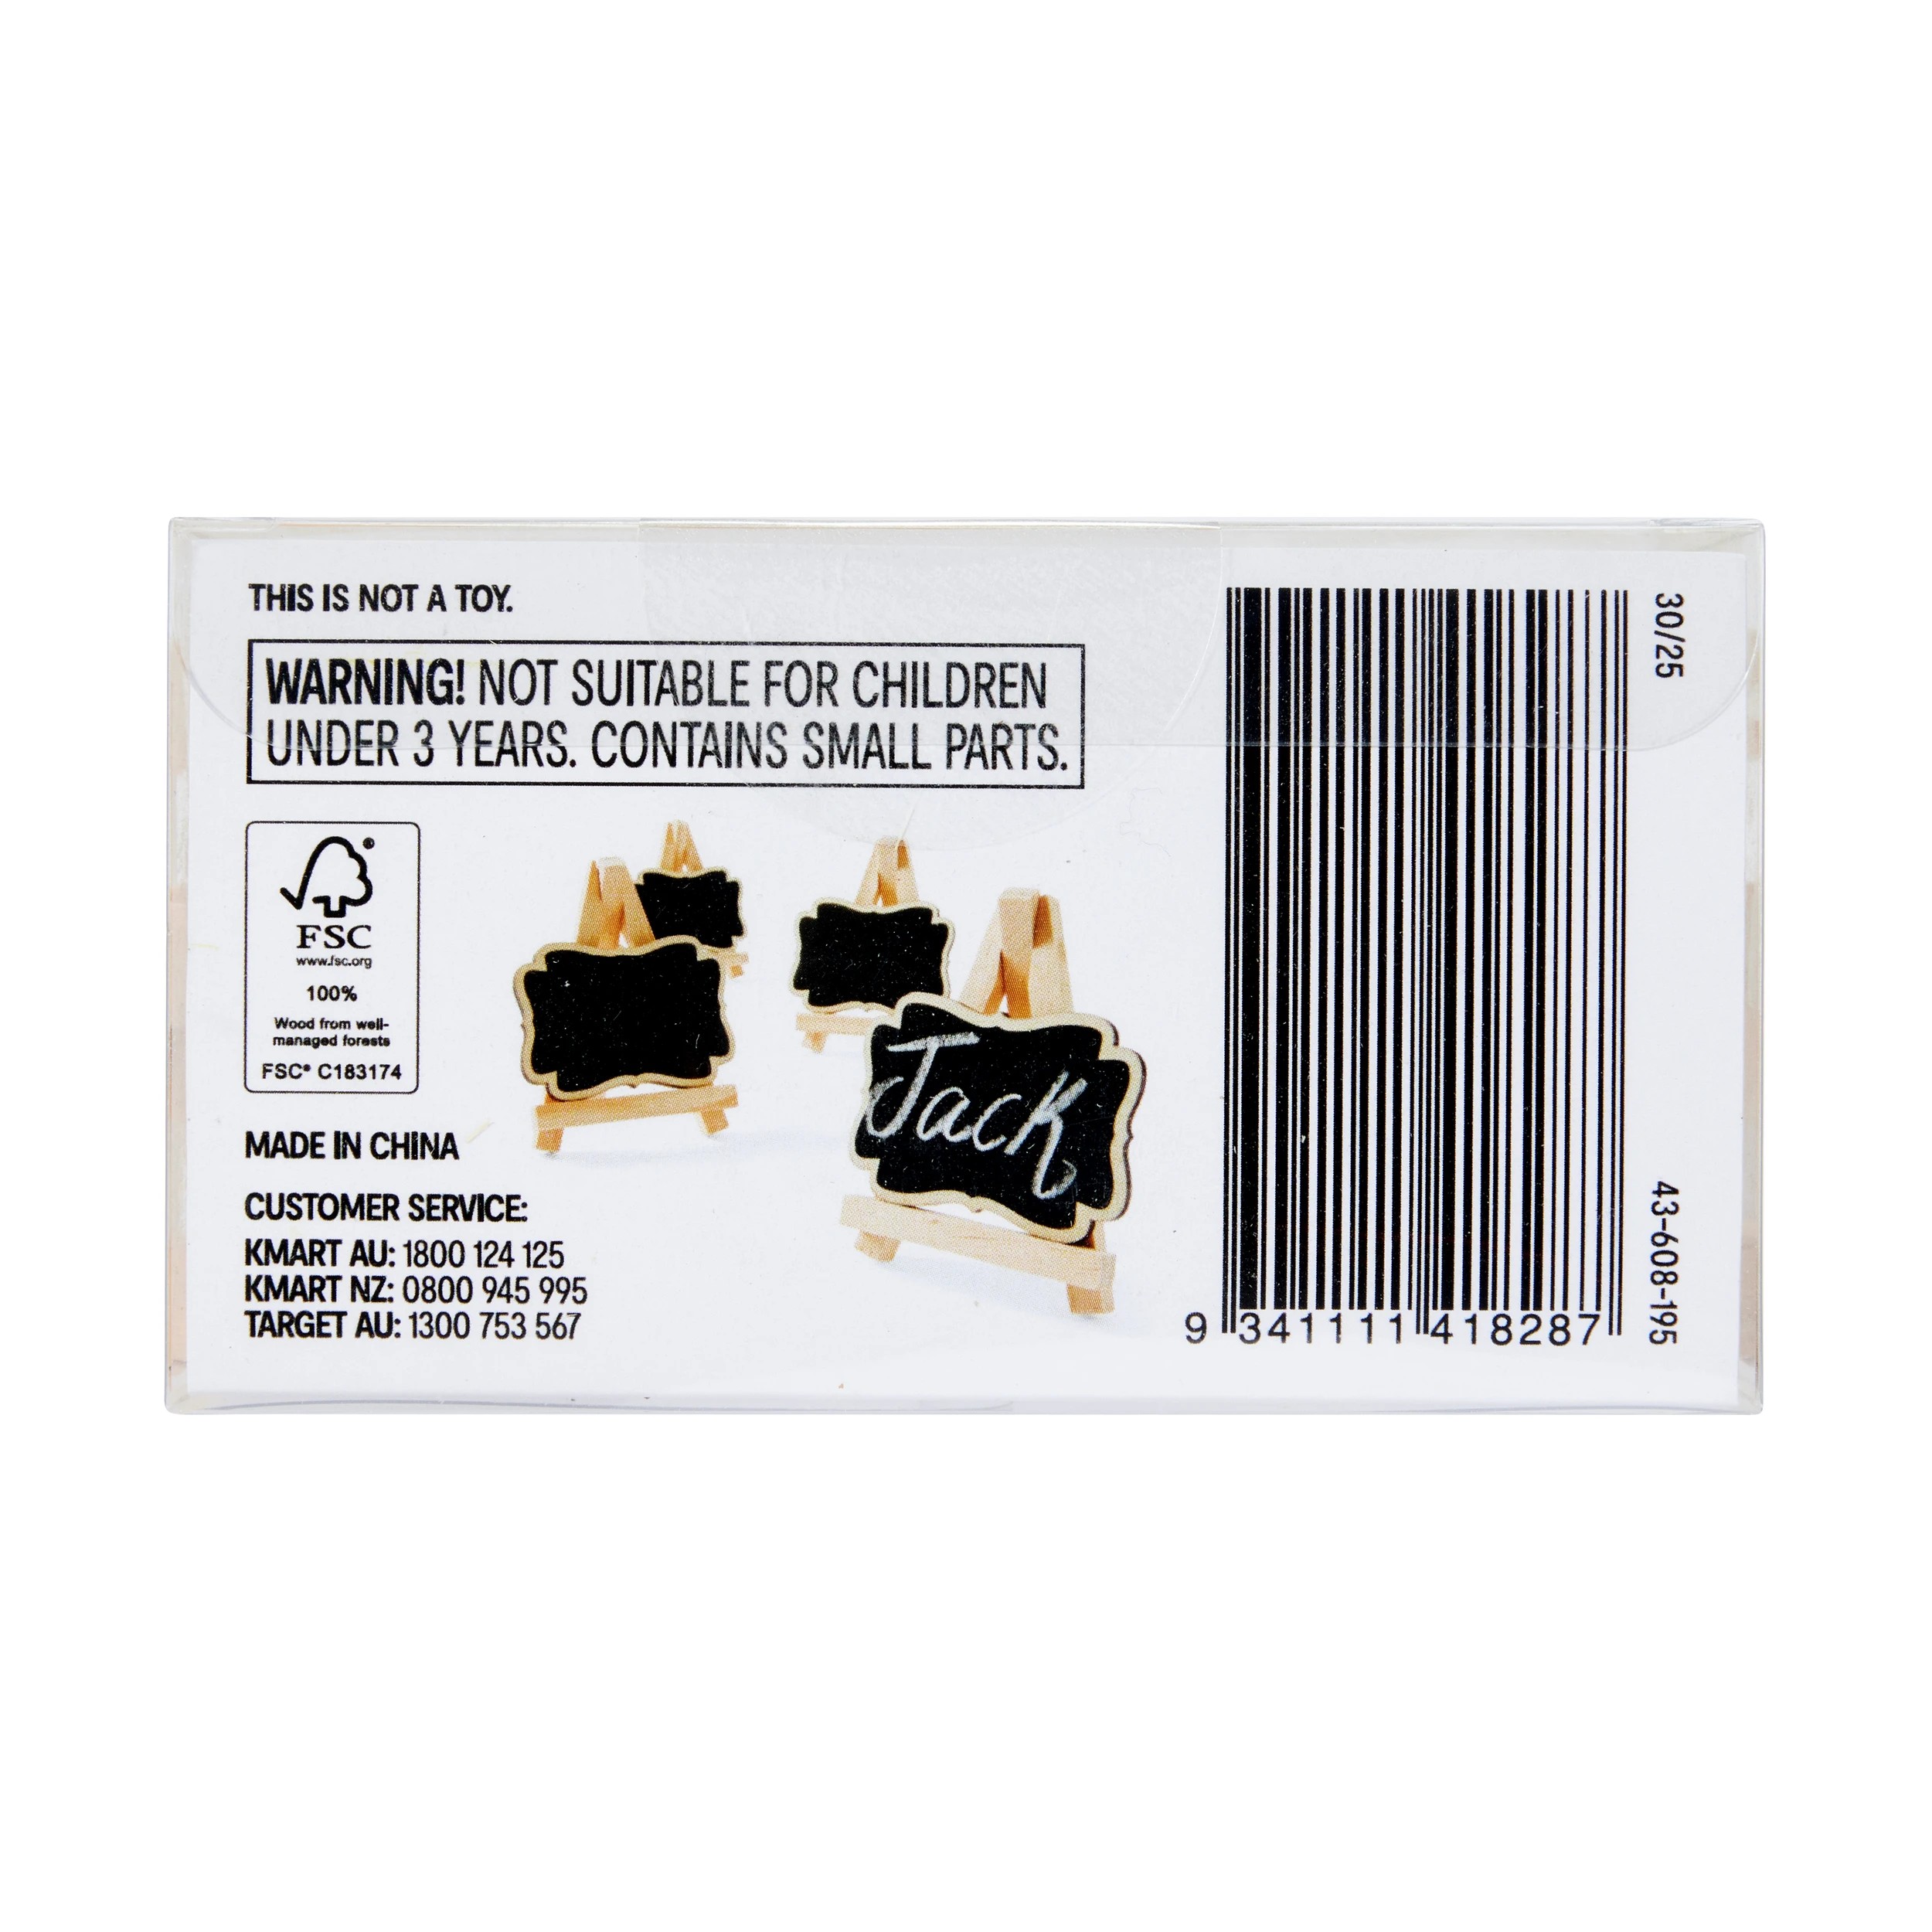 THIS IS NOT A TOY.
WARNING! NOT SUITABLE FOR CHILDREN
UNDER 3 YEARS. CONTAINS SMALL PARTS.
FSC
www.fsc.org
100%
Wood from well-
managed forests
FSC® C183174
MADE IN CHINA
CUSTOMER SERVICE:
KMART AU: 1800 124 125
KMART NZ: 0800 945 995
TARGET AU: 1300 753 567
Jack
9 341111 418287
30/25
43-608-195